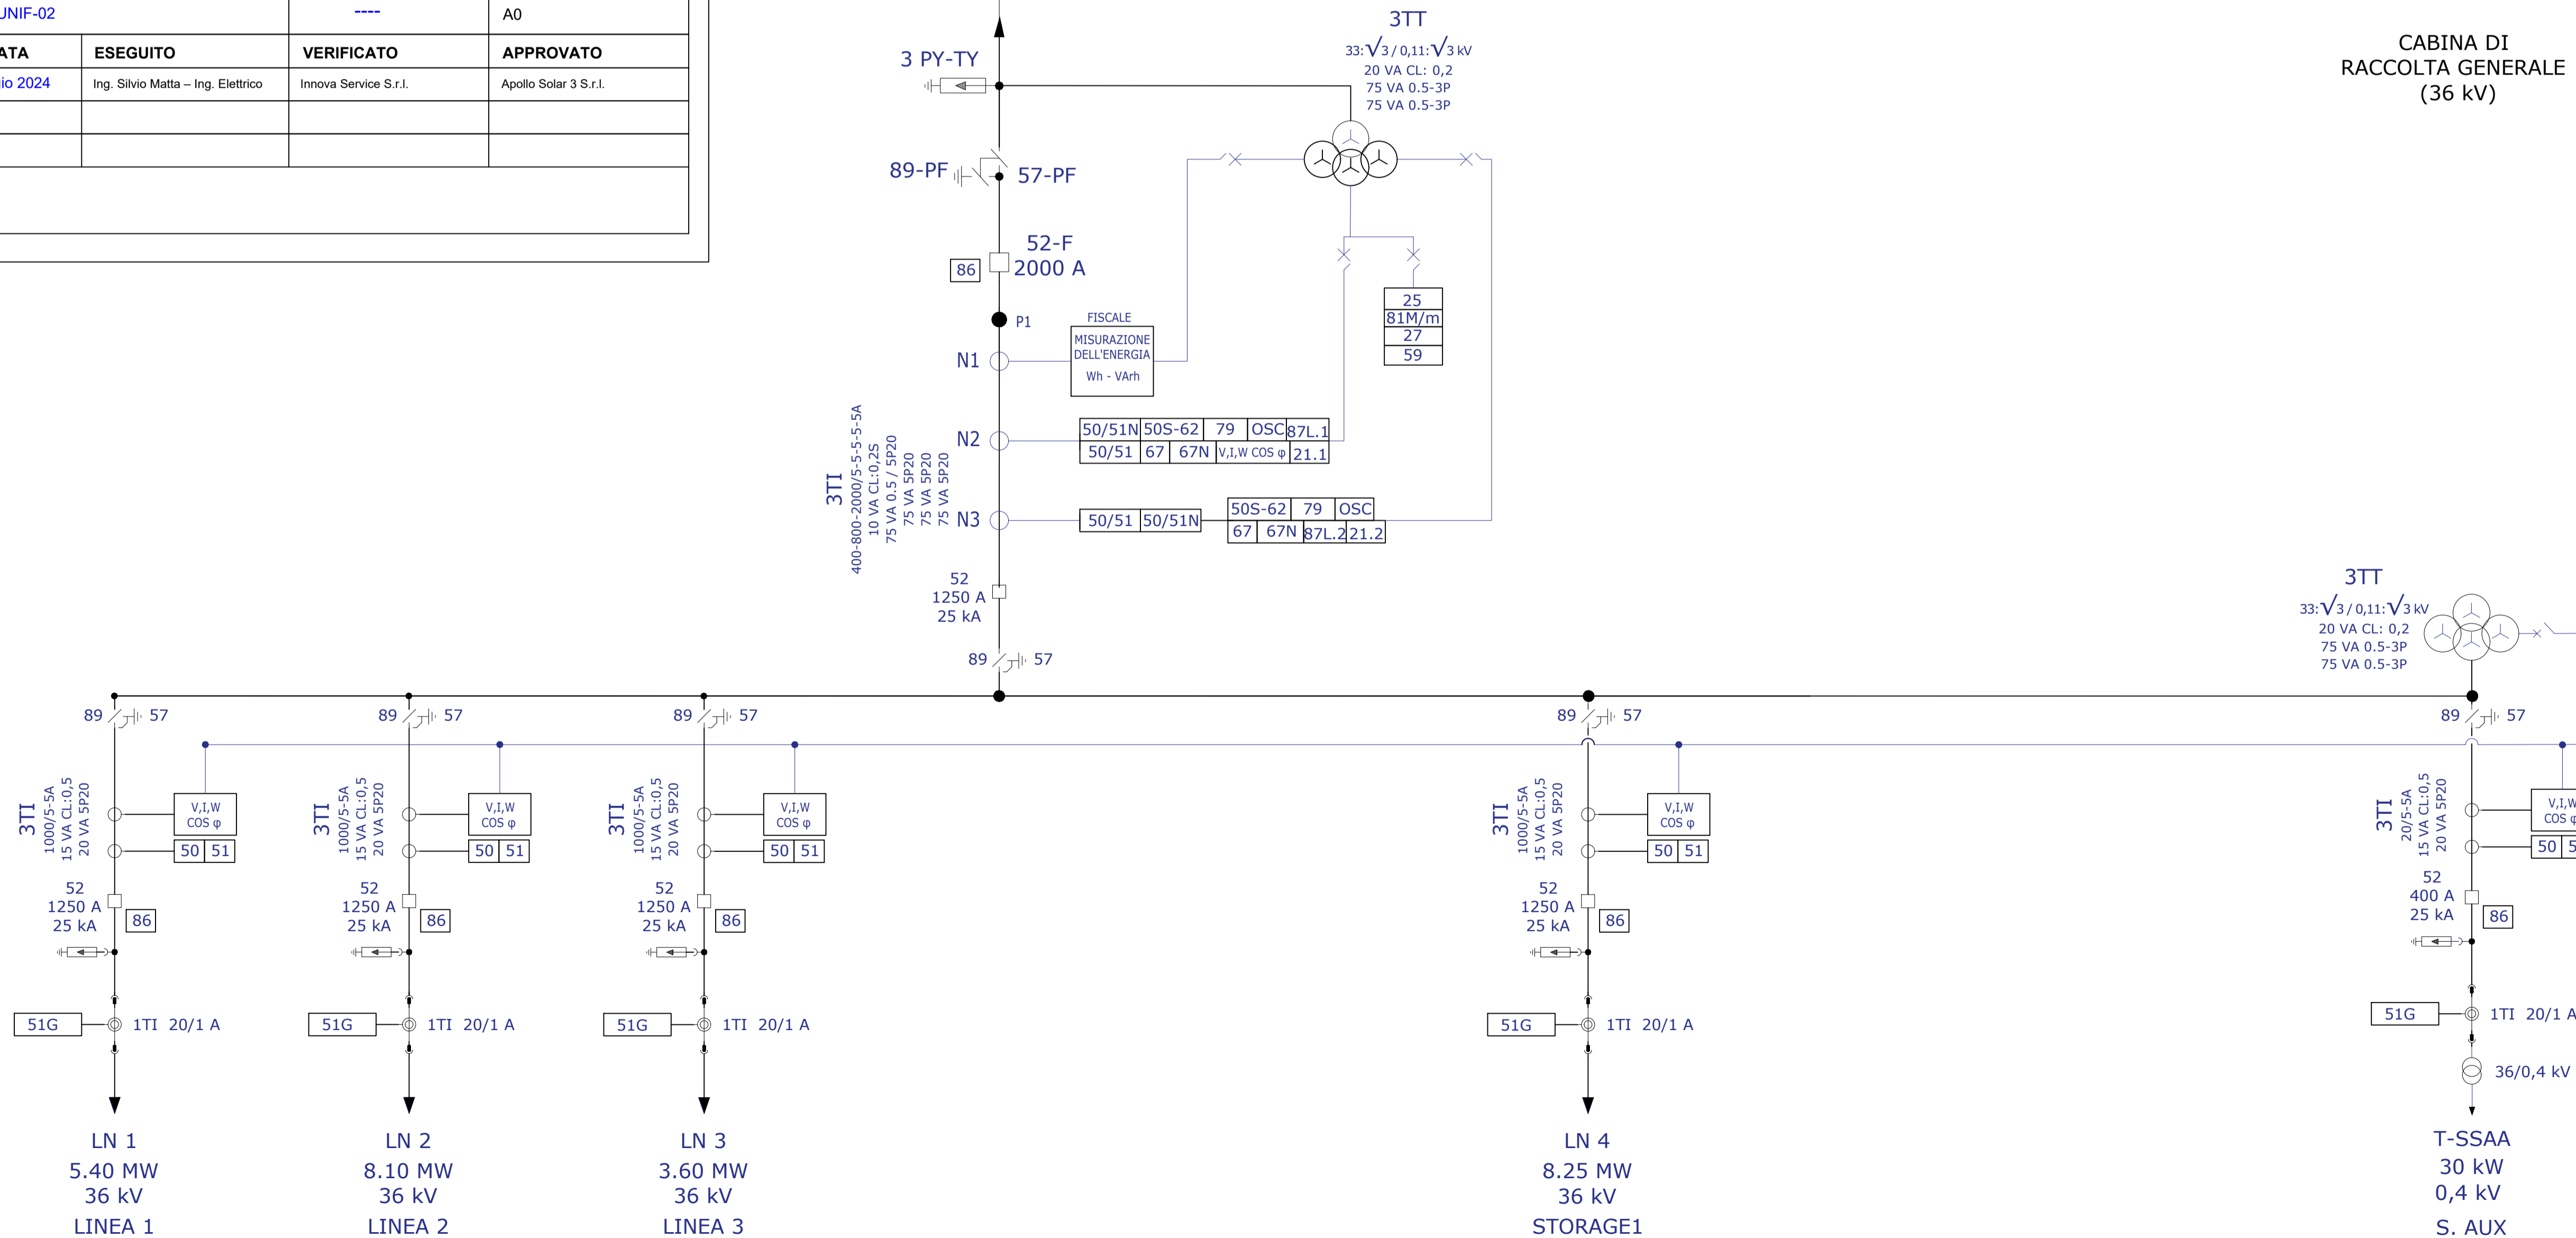 UNIF-02
----
A0
ATA ESEGUITO VERIFICATO APPROVATO
io 2024 Ing. Silvio Matta – Ing. Elettrico Innova Service S.r.l. Apollo Solar 3 S.r.l.
CABINA DI
RACCOLTA GENERALE
(36 kV)
3 PY-TY
3TT
33:√3 / 0,11:√3 kV
20 VA CL: 0,2
75 VA 0.5-3P
75 VA 0.5-3P
89-PF
57-PF
52-F
2000 A
86
P1
N1
FISCALE
MISURAZIONE
DELL'ENERGIA
Wh - VArh
25
81M/m
27
59
N2
50/51N 50S-62 79 OSC 87L.1
50/51 67 67N V,I,W COS φ 21.1
3TI
400-800-2000/5-5-5-5-5A
10 VA CL:0,2S
75 VA 0.5 / 5P20
75 VA 5P20
75 VA 5P20
75 VA 5P20
N3
50/51 50/51N
50S-62 79 OSC
67 67N 87L.2 21.2
52
1250 A
25 kA
89 57
3TT
33:√3 / 0,11:√3 kV
20 VA CL: 0,2
75 VA 0.5-3P
75 VA 0.5-3P
89 57
3TI
1000/5-5A
15 VA CL:0,5
20 VA 5P20
V,I,W
COS φ
50 51
52
1250 A
25 kA
86
51G
1TI 20/1 A
LN 1
5.40 MW
36 kV
LINEA 1
89 57
3TI
1000/5-5A
15 VA CL:0,5
20 VA 5P20
V,I,W
COS φ
50 51
52
1250 A
25 kA
86
51G
1TI 20/1 A
LN 2
8.10 MW
36 kV
LINEA 2
89 57
3TI
1000/5-5A
15 VA CL:0,5
20 VA 5P20
V,I,W
COS φ
50 51
52
1250 A
25 kA
86
51G
1TI 20/1 A
LN 3
3.60 MW
36 kV
LINEA 3
89 57
3TI
1000/5-5A
15 VA CL:0,5
20 VA 5P20
V,I,W
COS φ
50 51
52
1250 A
25 kA
86
51G
1TI 20/1 A
LN 4
8.25 MW
36 kV
STORAGE1
89 57
3TI
20/5-5A
15 VA CL:0,5
20 VA 5P20
V,I,W
COS φ
50 5
52
400 A
25 kA
86
51G
1TI 20/1 A
36/0,4 kV
T-SSAA
30 kW
0,4 kV
S. AUX